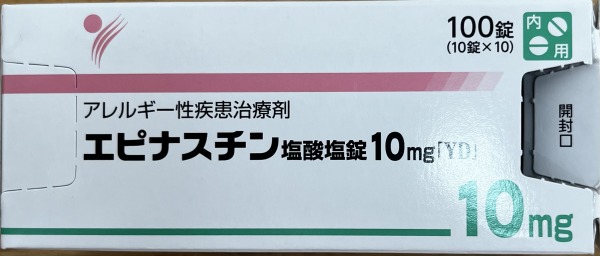 100錠
(10錠×10)
内
用
アレルギー性疾患治療剤
エピナスチン塩酸塩錠10mg「YD」
開封口
10mg